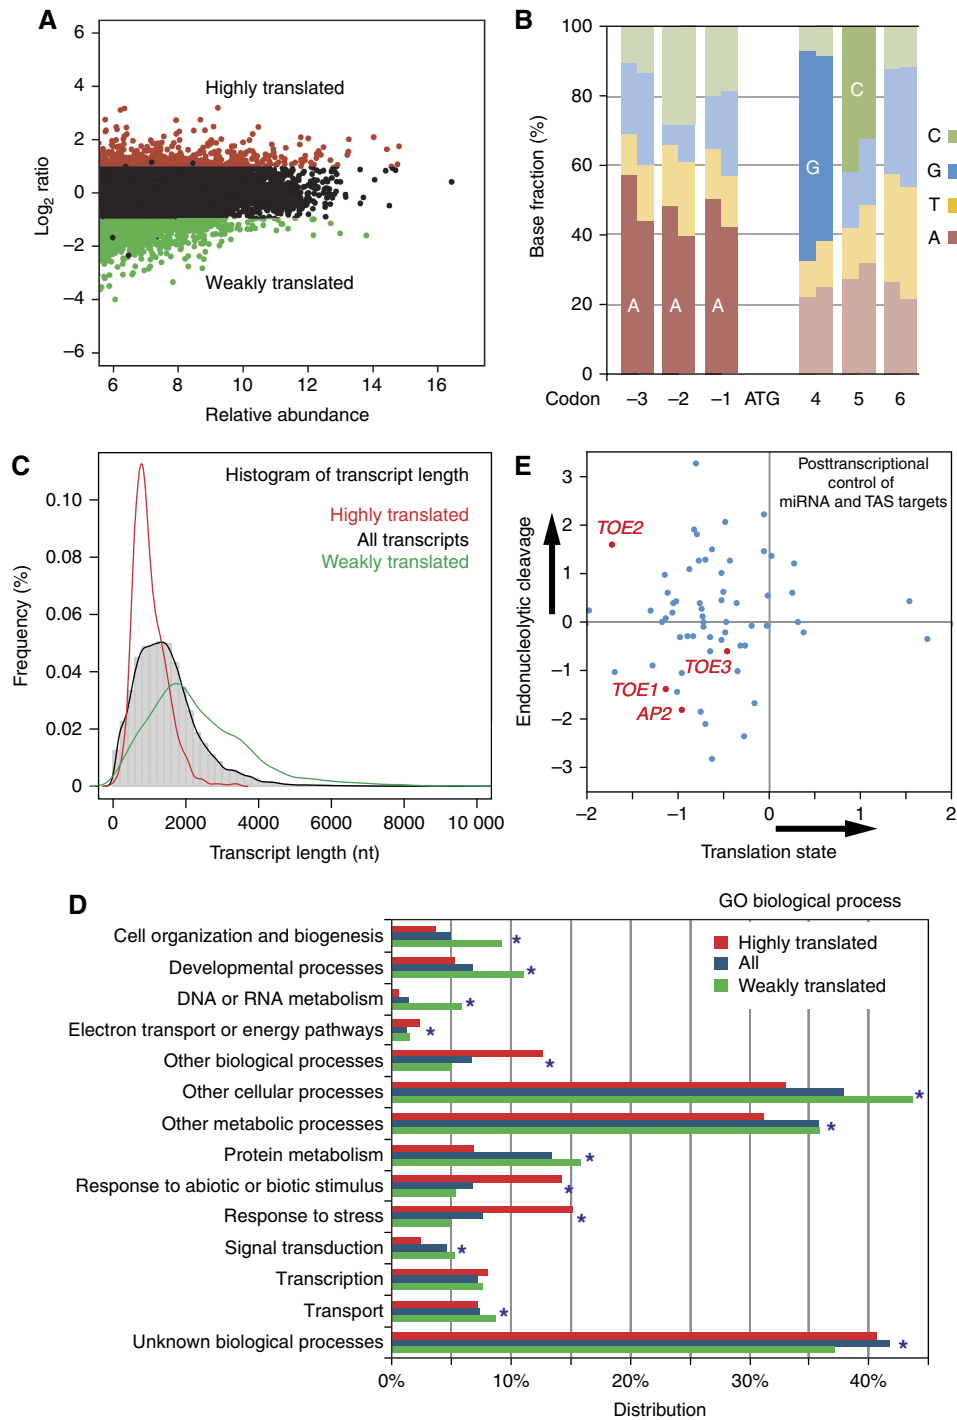 A
6
4
2
0
−2
−4
−6
Log2 ratio
Highly translated
Weakly translated
6 8 10 12 14 16
Relative abundance
B
100
80
60
40
20
0
Base fraction (%)
A A A G C
Codon −3 −2 −1 ATG 4 5 6
C
G
T
A
C
Histogram of transcript length
Highly translated
All transcripts
Weakly translated
0.10
0.08
0.06
0.04
0.02
0
Frequency (%)
0 2000 4000 6000 8000 10 000
Transcript length (nt)
E
Posttranscriptional
control of
miRNA and TAS targets
3
2
1
0
−1
−2
−3
Endonucleolytic cleavage
TOE2
TOE3
TOE1
AP2
−2 −1 0 1 2
Translation state
D
GO biological process
Highly translated
All
Weakly translated
Cell organization and biogenesis *
Developmental processes *
DNA or RNA metabolism *
Electron transport or energy pathways *
Other biological processes *
Other cellular processes *
Other metabolic processes *
Protein metabolism *
Response to abiotic or biotic stimulus *
Response to stress *
Signal transduction *
Transcription
Transport *
Unknown biological processes *
0% 10% 20% 30% 40%
Distribution